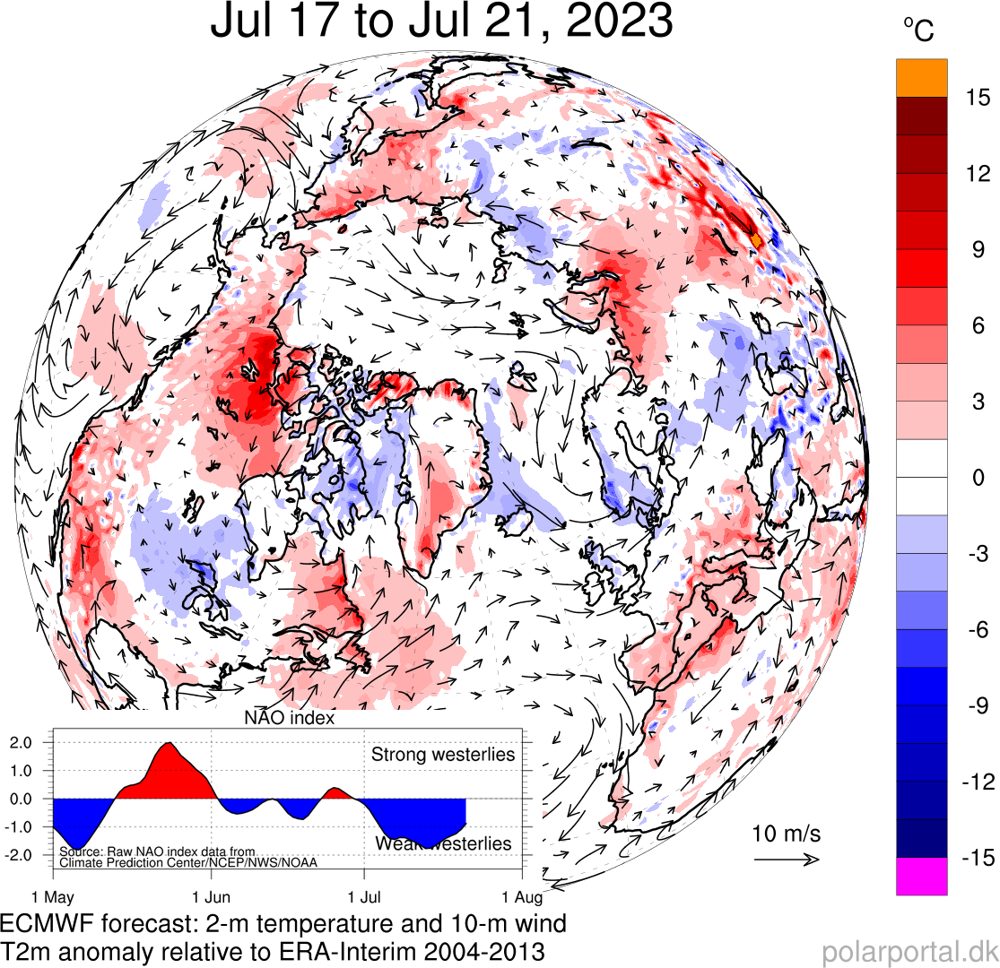 Jul 17 to Jul 21, 2023
oC
15
12
9
6
3
0
-3
-6
-9
-12
-15
10 m/s
NAO index
2.0
1.0
0.0
-1.0
-2.0
Strong westerlies
Weak westerlies
Source: Raw NAO index data from
Climate Prediction Center/NCEP/NWS/NOAA
1 May 1 Jun 1 Jul 1 Aug
ECMWF forecast: 2-m temperature and 10-m wind
T2m anomaly relative to ERA-Interim 2004-2013
polarportal.dk